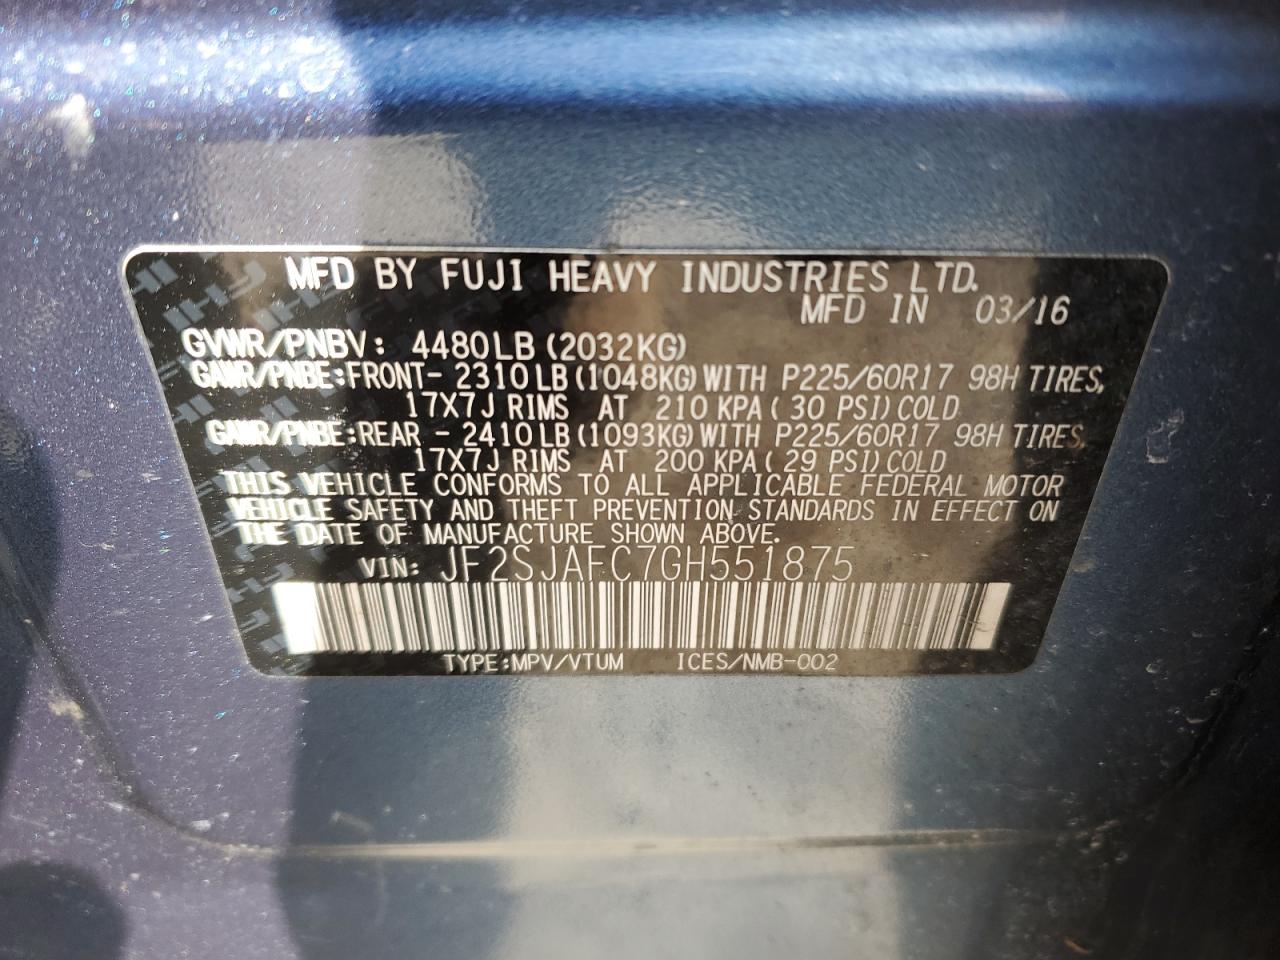 MFD BY FUJI HEAVY INDUSTRIES LTD.
MFD IN 03/16
GVWR/PNBV: 4480LB (2032KG)
GAWR/PNBE:FRONT- 2310LB (1048KG) WITH P225/60R17 98H TIRES,
17X7J RIMS AT 210 KPA ( 30 PSI) COLD
GAWR/PNBE:REAR - 2410LB (1093KG) WITH P225/60R17 98H TIRES,
17X7J RIMS AT 200 KPA ( 29 PSI) COLD
THIS VEHICLE CONFORMS TO ALL APPLICABLE FEDERAL MOTOR
VEHICLE SAFETY AND THEFT PREVENTION STANDARDS IN EFFECT ON
THE DATE OF MANUFACTURE SHOWN ABOVE.
VIN: JF2SJAFC7GH551875
TYPE:MPV/VTUM ICES/NMB-002